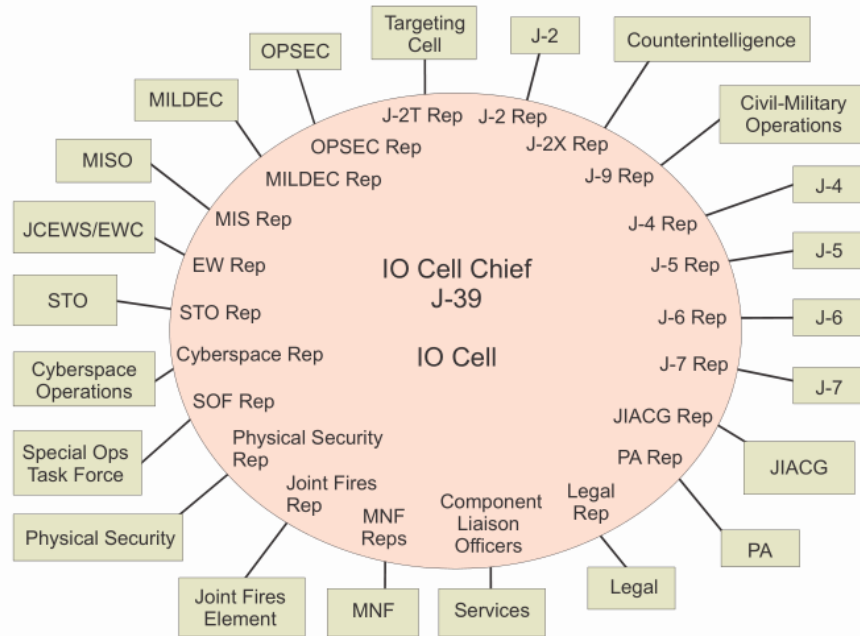 Targeting
Cell
J-2
Counterintelligence
OPSEC
MILDEC
Civil-Military
Operations
MISO
J-4
JCEWS/EWC
J-5
STO
J-6
Cyberspace
Operations
J-7
Special Ops
Task Force
JIACG
Physical Security
PA
Joint Fires
Element
MNF
Services
Legal
J-2T Rep
J-2 Rep
J-2X Rep
OPSEC Rep
J-9 Rep
MILDEC Rep
MIS Rep
J-4 Rep
EW Rep
J-5 Rep
STO Rep
J-6 Rep
Cyberspace Rep
J-7 Rep
SOF Rep
JIACG Rep
Physical Security
Rep
PA Rep
Joint Fires
Rep
MNF
Reps
Component
Liaison
Officers
Legal
Rep
IO Cell Chief
J-39
IO Cell